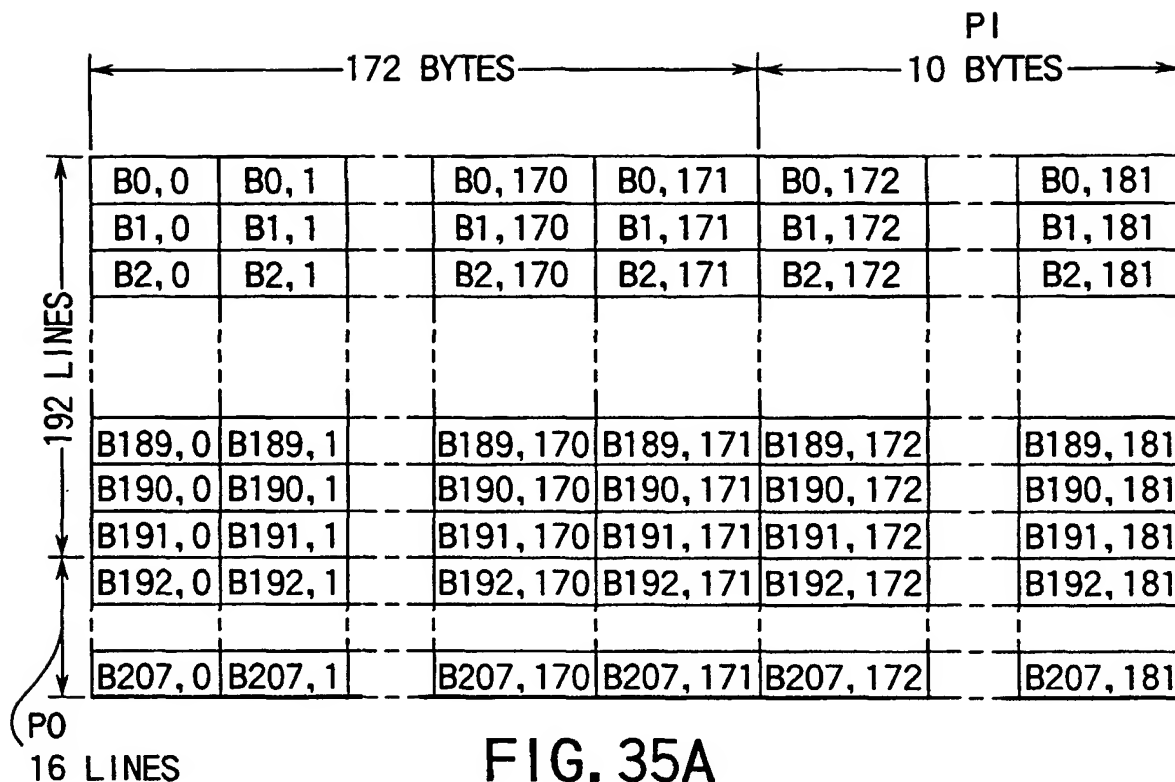 PI
172 BYTES 10 BYTES
B0,0 B0,1 B0,170 B0,171 B0,172 B0,181
B1,0 B1,1 B1,170 B1,171 B1,172 B1,181
B2,0 B2,1 B2,170 B2,171 B2,172 B2,181
192 LINES
B189,0 B189,1 B189,170 B189,171 B189,172 B189,181
B190,0 B190,1 B190,170 B190,171 B190,172 B190,181
B191,0 B191,1 B191,170 B191,171 B191,172 B191,181
B192,0 B192,1 B192,170 B192,171 B192,172 B192,181
B207,0 B207,1 B207,170 B207,171 B207,172 B207,181
PO
16 LINES
FIG. 35A